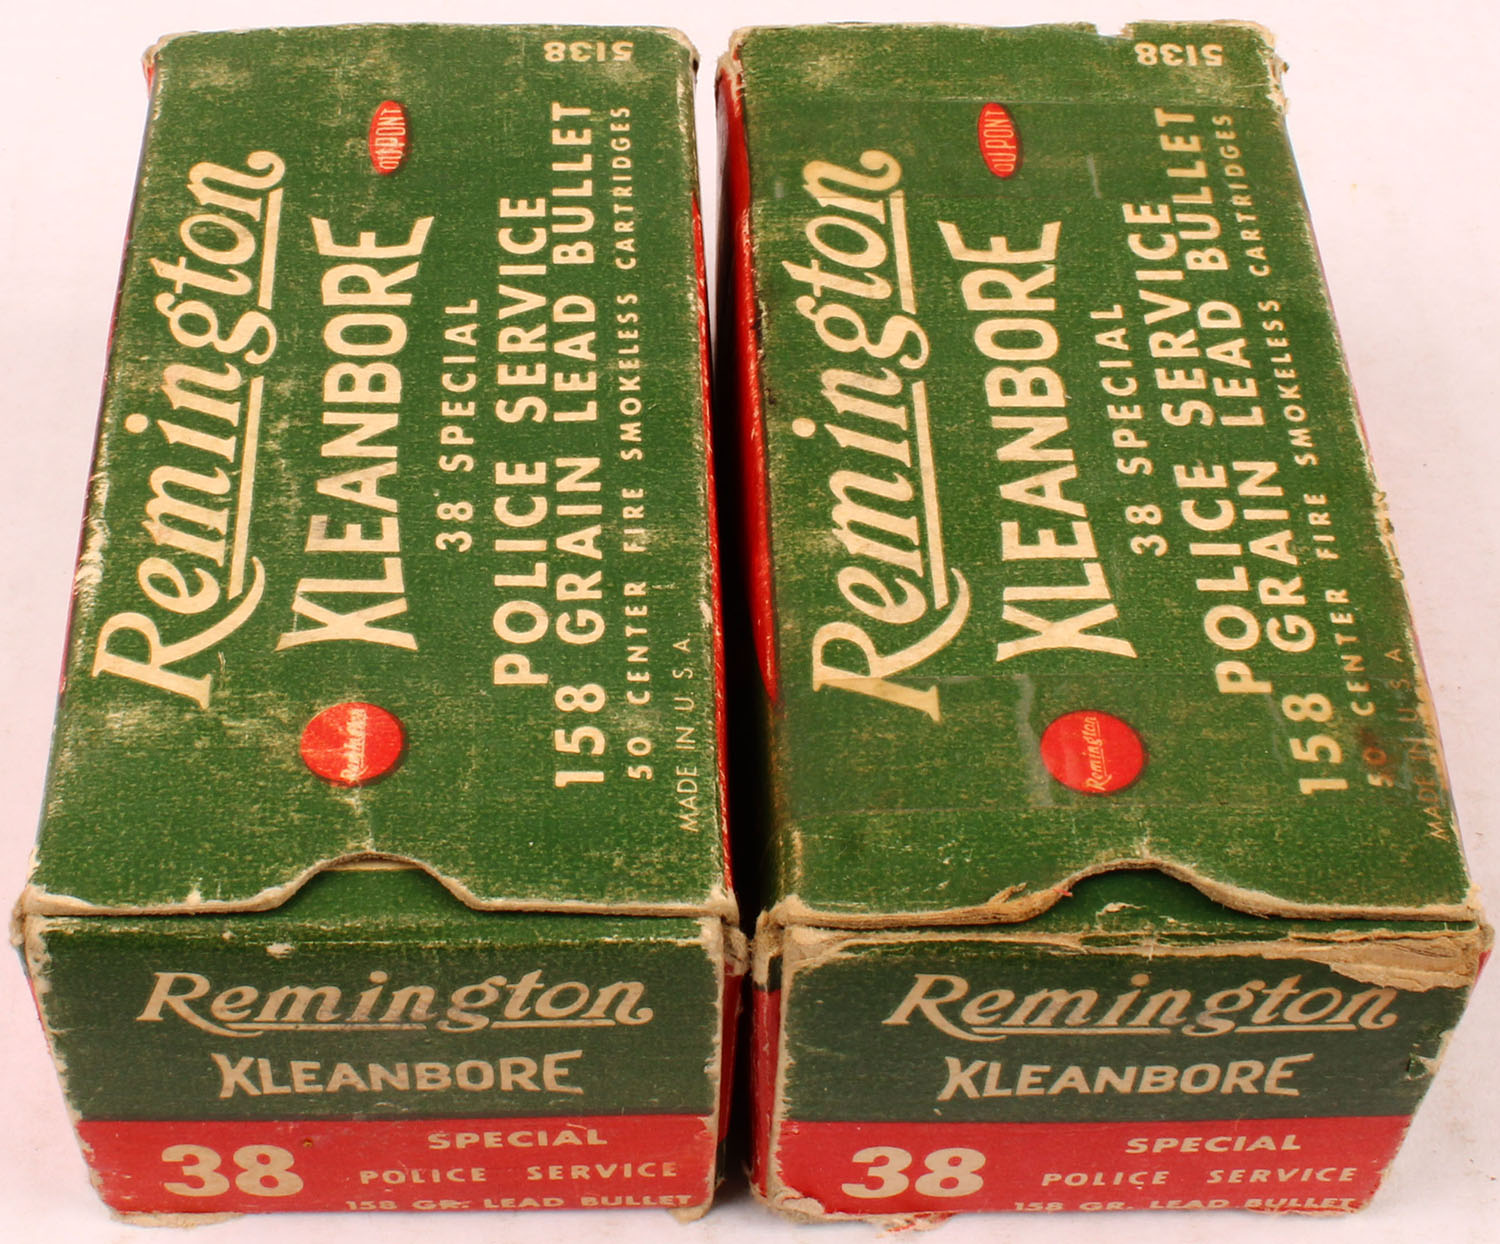 5138
DUPONT
Remington
KLEANBORE
38 SPECIAL
POLICE SERVICE
158 GRAIN LEAD BULLET
50 CENTER FIRE SMOKELESS CARTRIDGES
MADE IN U.S.A.
Remington
Remington
KLEANBORE
38 SPECIAL
POLICE SERVICE
158 GR. LEAD BULLET
5138
DUPONT
Remington
KLEANBORE
38 SPECIAL
POLICE SERVICE
158 GRAIN LEAD BULLET
50 CENTER FIRE SMOKELESS CARTRIDGES
MADE IN U.S.A.
Remington
Remington
KLEANBORE
38 SPECIAL
POLICE SERVICE
158 GR. LEAD BULLET